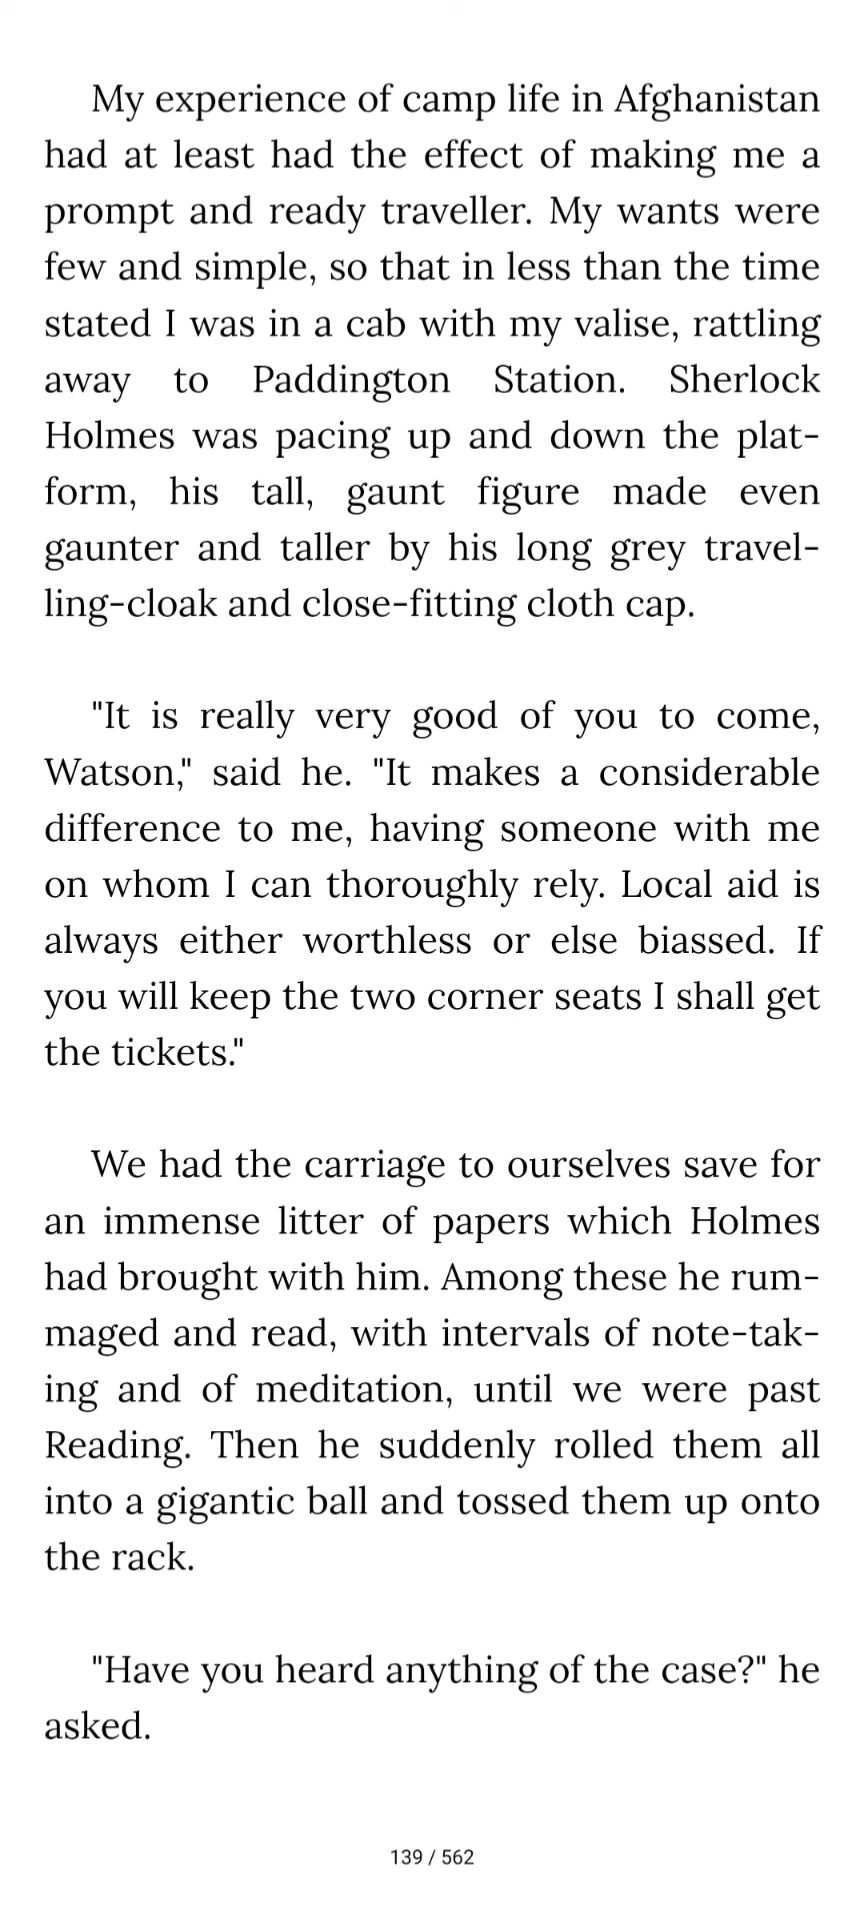 My experience of camp life in Afghanistan
had at least had the effect of making me a
prompt and ready traveller. My wants were
few and simple, so that in less than the time
stated I was in a cab with my valise, rattling
away to Paddington Station. Sherlock
Holmes was pacing up and down the plat-
form, his tall, gaunt figure made even
gaunter and taller by his long grey travel-
ling-cloak and close-fitting cloth cap.
"It is really very good of you to come,
Watson," said he. "It makes a considerable
difference to me, having someone with me
on whom I can thoroughly rely. Local aid is
always either worthless or else biassed. If
you will keep the two corner seats I shall get
the tickets."
We had the carriage to ourselves save for
an immense litter of papers which Holmes
had brought with him. Among these he rum-
maged and read, with intervals of note-tak-
ing and of meditation, until we were past
Reading. Then he suddenly rolled them all
into a gigantic ball and tossed them up onto
the rack.
"Have you heard anything of the case?" he
asked.
139 / 562